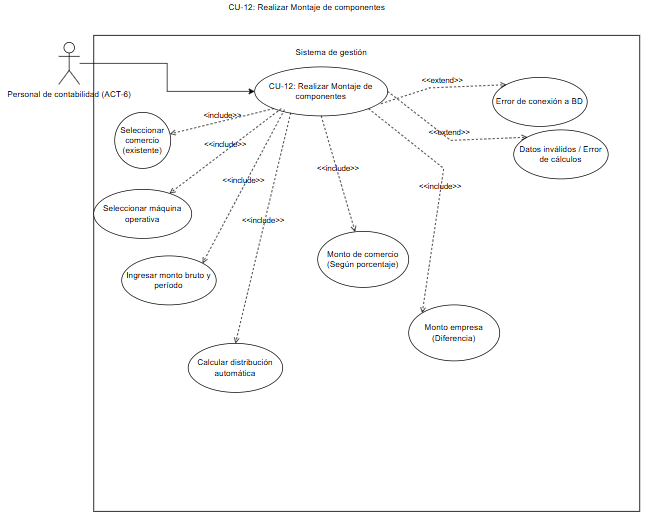 CU-12: Realizar Montaje de componentes
Sistema de gestión
Personal de contabilidad (ACT-6)
CU-12: Realizar Montaje de
componentes
<<extend>>
Error de conexión a BD
<<extend>>
Datos inválidos / Error
de cálculos
<include>>
Seleccionar
comercio
(existente)
<<include>>
Seleccionar máquina
operativa
<<include>>
Ingresar monto bruto y
período
<<include>>
Calcular distribución
automática
<<include>>
Monto de comercio
(Según porcentaje)
<<include>>
Monto empresa
(Diferencia)